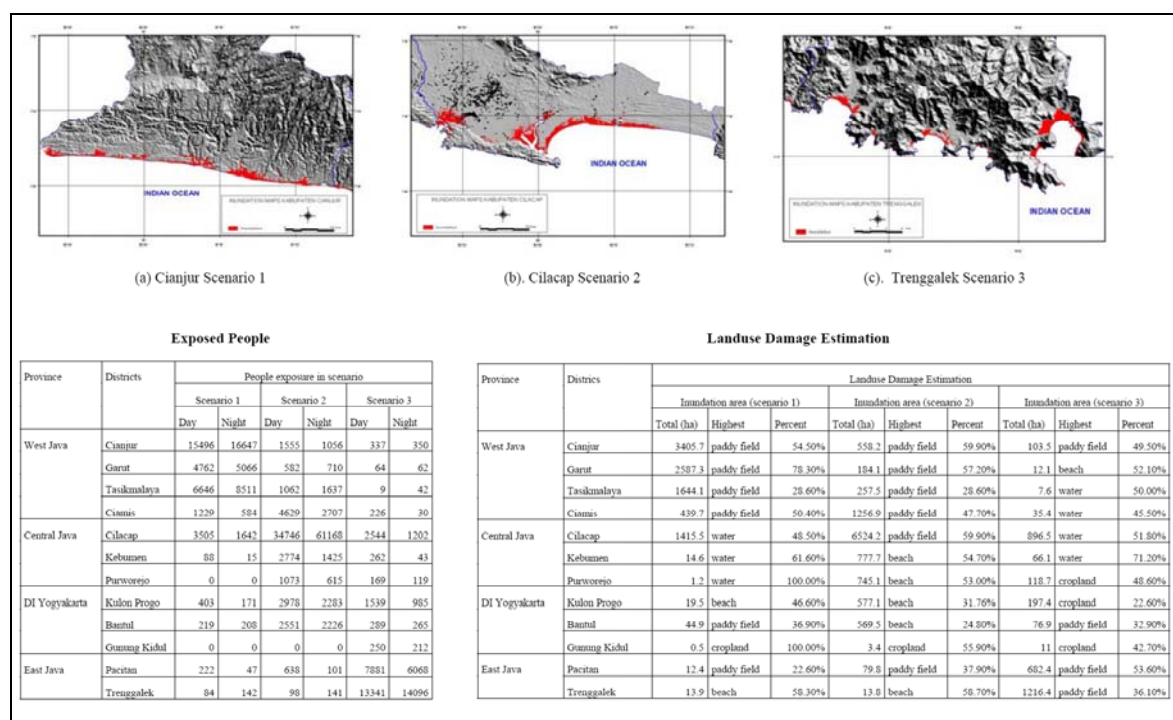 INDIAN OCEAN
INUNDATION MAPS KABUPATEN CIANJUR
(a) Cianjur Scenario 1
INDIAN OCEAN
INUNDATION MAPS KABUPATEN CILACAP
(b). Cilacap Scenario 2
INDIAN OCEAN
INUNDATION MAPS KABUPATEN TRENGGALEK
(c). Trenggalek Scenario 3
Exposed People
Province Districts People exposure in scenario
Scenario 1 Scenario 2 Scenario 3
Day Night Day Night Day Night
West Java Cianjur 15496 16647 1555 1056 337 350
Garut 4762 5066 582 710 64 62
Tasikmalaya 6646 8511 1062 1637 9 42
Ciamis 1229 584 4629 2707 226 30
Central Java Cilacap 3505 1642 34746 61168 2544 1202
Kebumen 88 15 2774 1425 262 43
Purworejo 0 0 1073 615 169 119
DI Yogyakarta Kulon Progo 403 171 2978 2283 1539 985
Bantul 219 208 2551 2226 289 265
Gunung Kidul 0 0 0 0 250 212
East Java Pacitan 222 47 638 101 7881 6068
Trenggalek 84 142 98 141 13341 14096
Landuse Damage Estimation
Province Districs Landuse Damage Estimation
Inundation area (scenario 1) Inundation area (scenario 2) Inundation area (scenario 3)
Total (ha) Highest Percent Total (ha) Highest Percent Total (ha) Highest Percent
West Java Cianjur 3405.7 paddy field 54.50% 558.2 paddy field 59.90% 103.5 paddy field 49.50%
Garut 2587.3 paddy field 78.30% 184.1 paddy field 57.20% 12.1 beach 52.10%
Tasikmalaya 1644.1 paddy field 28.60% 257.5 paddy field 28.60% 7.6 water 50.00%
Ciamis 439.7 paddy field 50.40% 1256.9 paddy field 47.70% 35.4 water 45.50%
Central Java Cilacap 1415.5 water 48.50% 6524.2 paddy field 59.90% 896.5 water 51.80%
Kebumen 14.6 water 61.60% 777.7 beach 54.70% 66.1 water 71.20%
Purworejo 1.2 water 100.00% 745.1 beach 53.00% 118.7 cropland 48.60%
DI Yogyakarta Kulon Progo 19.5 beach 46.60% 577.1 beach 31.76% 197.4 cropland 22.60%
Bantul 44.9 paddy field 36.90% 569.5 beach 24.80% 76.9 paddy field 32.90%
Gunung Kidul 0.5 cropland 100.00% 3.4 cropland 55.90% 11 cropland 42.70%
East Java Pacitan 12.4 paddy field 22.60% 79.8 paddy field 37.90% 682.4 paddy field 53.60%
Trenggalek 13.9 beach 58.30% 13.8 beach 58.70% 1216.4 paddy field 36.10%